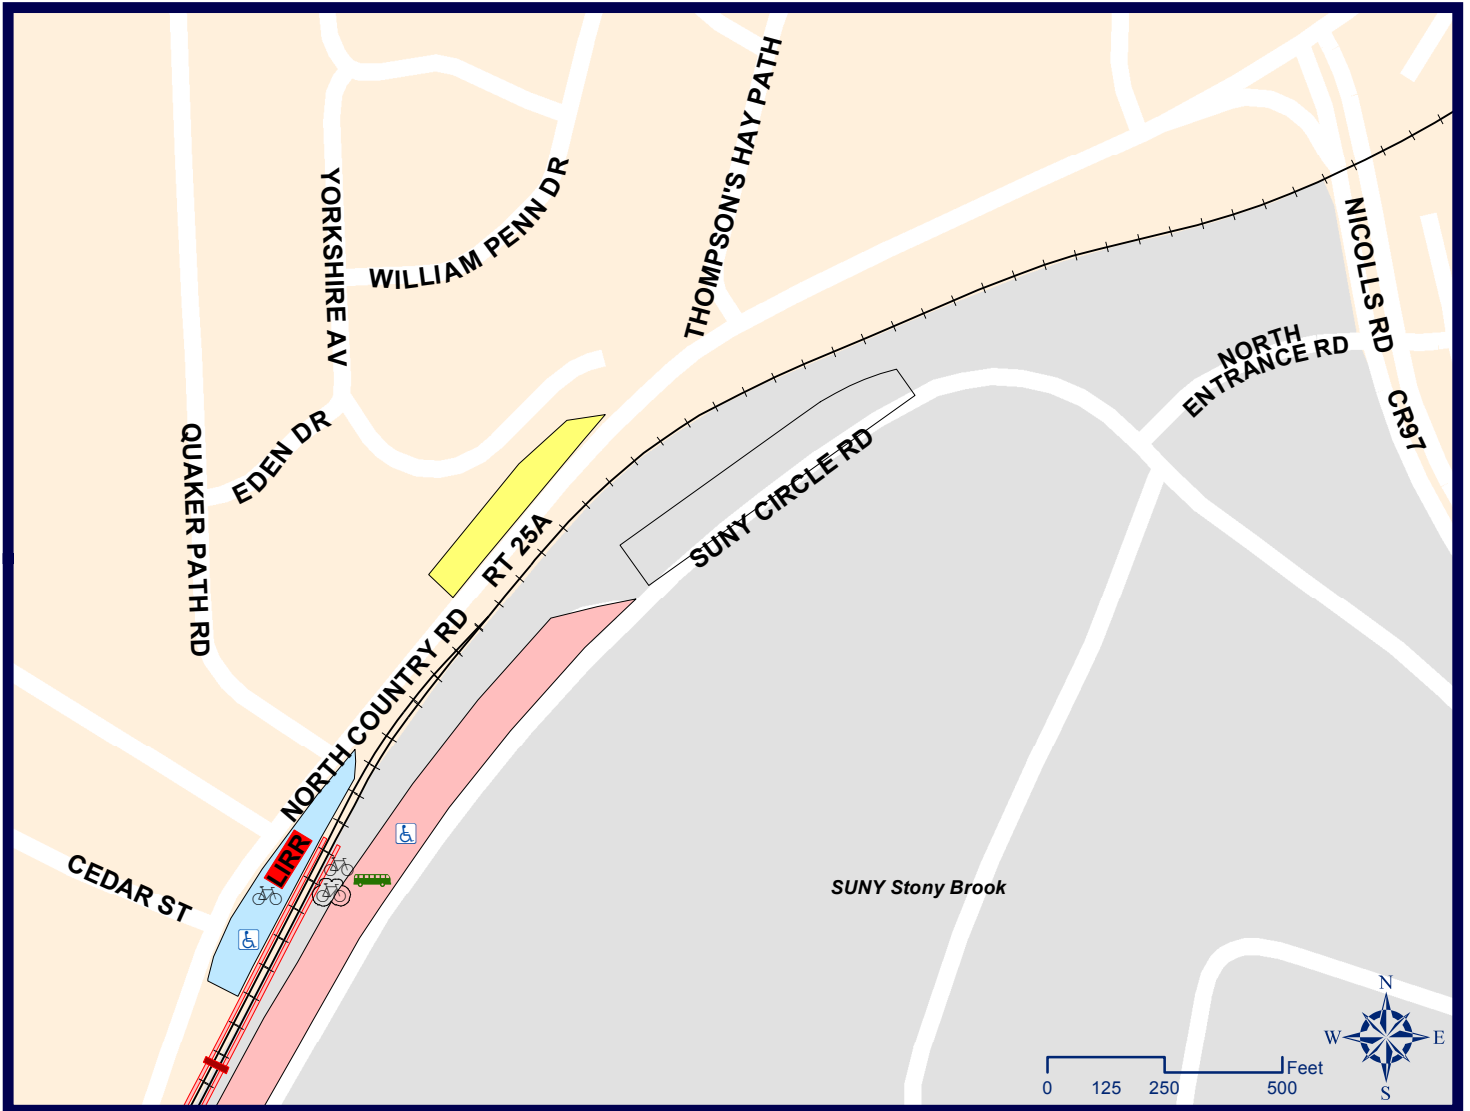 THOMPSON'S HAY PATH
YORKSHIRE AV
WILLIAM PENN DR
NICOLLS RD
NORTH
ENTRANCE RD
CR97
EDEN DR
QUAKER PATH RD
SUNY CIRCLE RD
RT 25A
NORTH COUNTRY RD
LIRR
CEDAR ST
SUNY Stony Brook
N
W
E
S
Feet
0 125 250 500